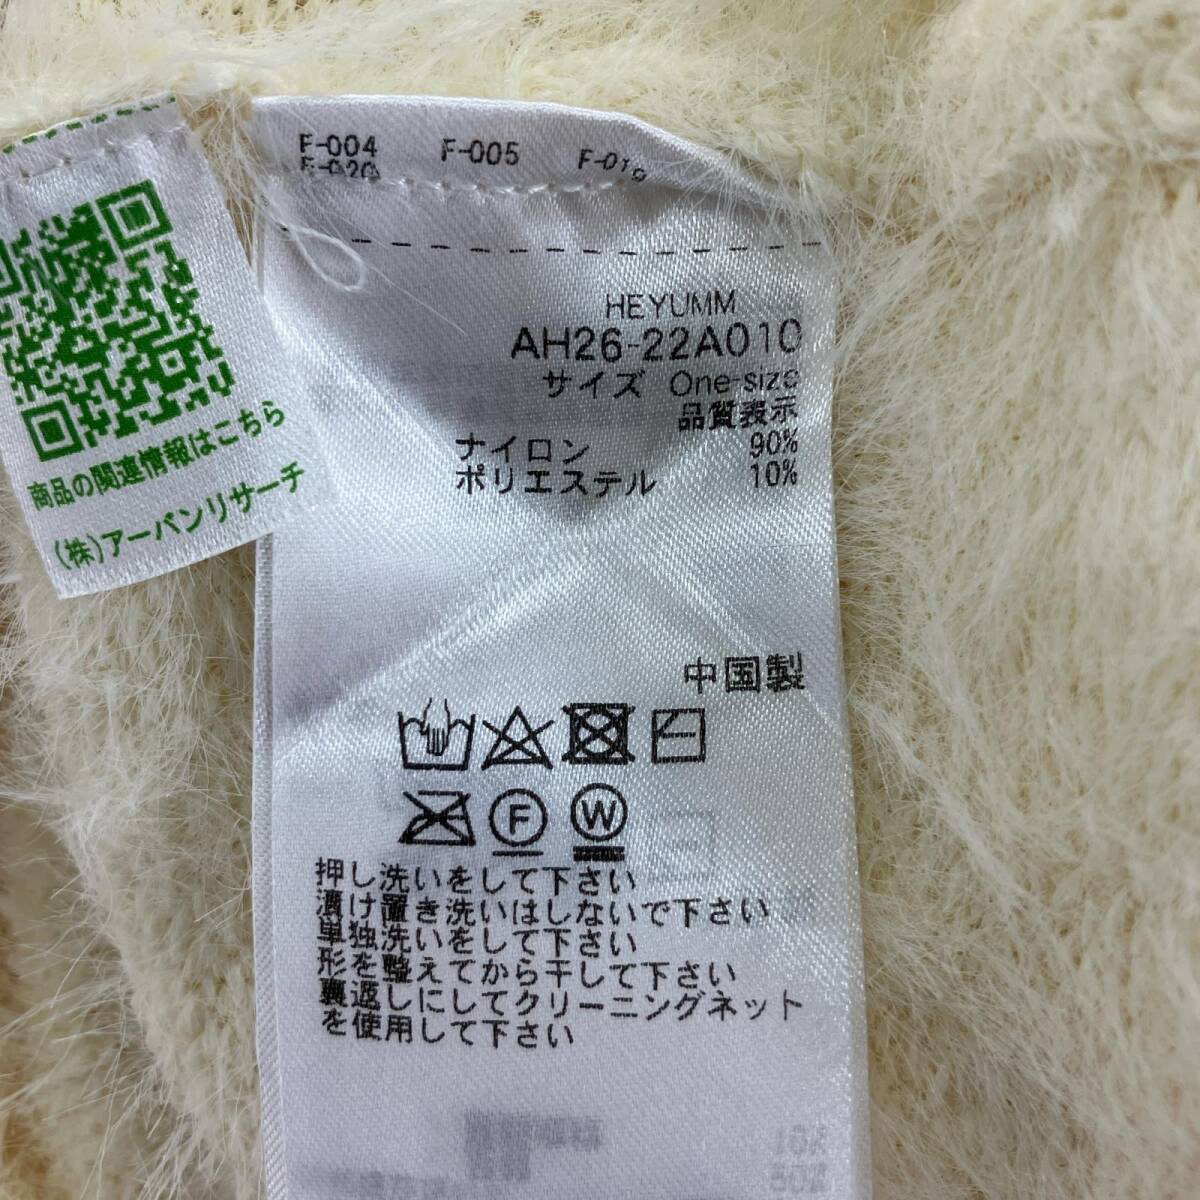 F-004 F-005
F-020
HEYUMM
AH26-22A010
サイズ One-size
品質表示
ナイロン 90%
ポリエステル 10%
中国製
F W
押し洗いをして下さい
漬け置き洗いはしないで下さい
単独洗いをして下さい
形を整えてから干して下さい
裏返しにしてクリーニングネット
を使用して下さい
商品の関連情報はこちら
(株)アーバンリサーチ